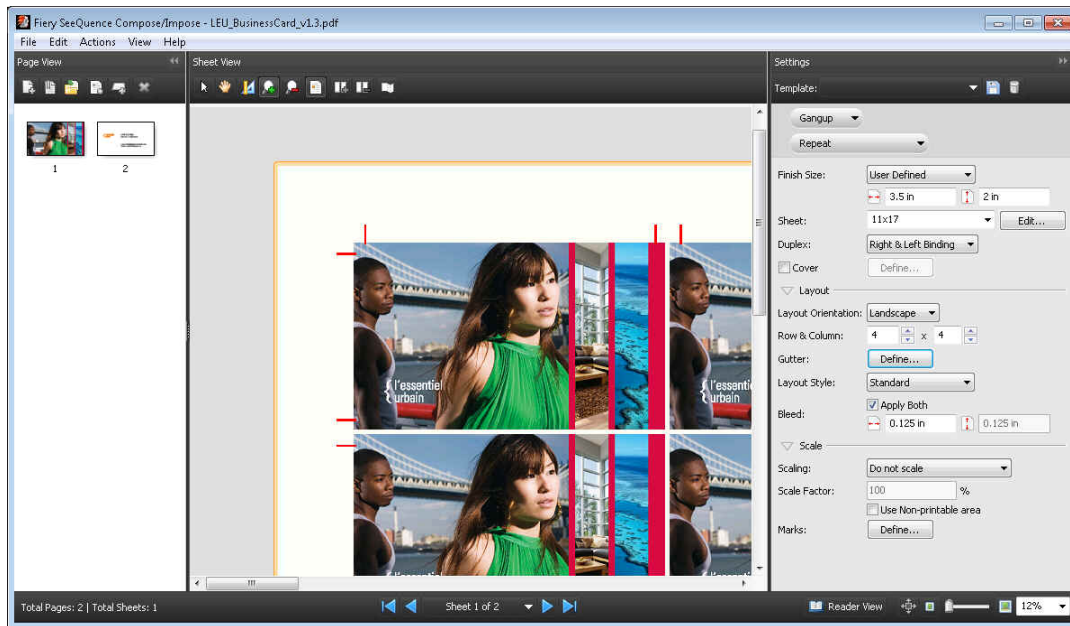 Fiery SeeQuence Compose/Impose - LEU_BusinessCard_v1.3.pdf
File Edit Actions View Help
Page View
Sheet View
Settings
Template:
Gangup
Repeat
1
2
Finish Size: User Defined
3.5 in 2 in
Sheet: 11x17 Edit...
Duplex: Right & Left Binding
Cover Define...
Layout
Layout Orientation: Landscape
Row & Column: 4 x 4
Gutter: Define...
Layout Style: Standard
Bleed: Apply Both
0.125 in 0.125 in
Scale
Scaling: Do not scale
Scale Factor: 100 %
Use Non-printable area
Marks: Define...
l'essentiel
urbain
l'essenti
urbain
Total Pages: 2 | Total Sheets: 1
Sheet 1 of 2
Reader View
12%